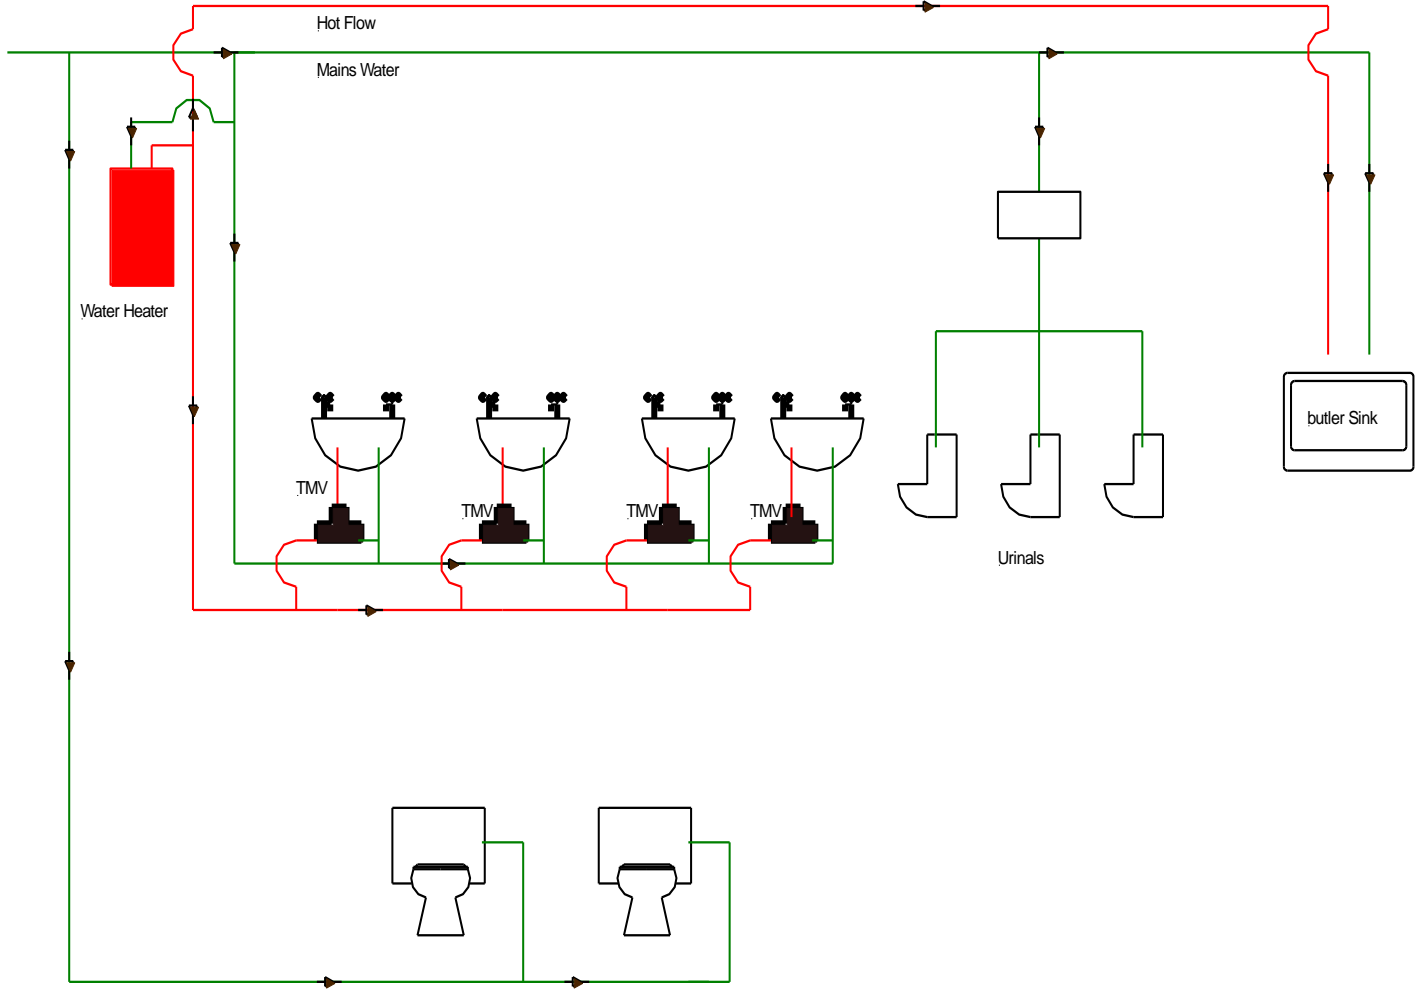 Hot Flow
Mains Water
Water Heater
butler Sink
TMV
TMV
TMV
TMV
Urinals